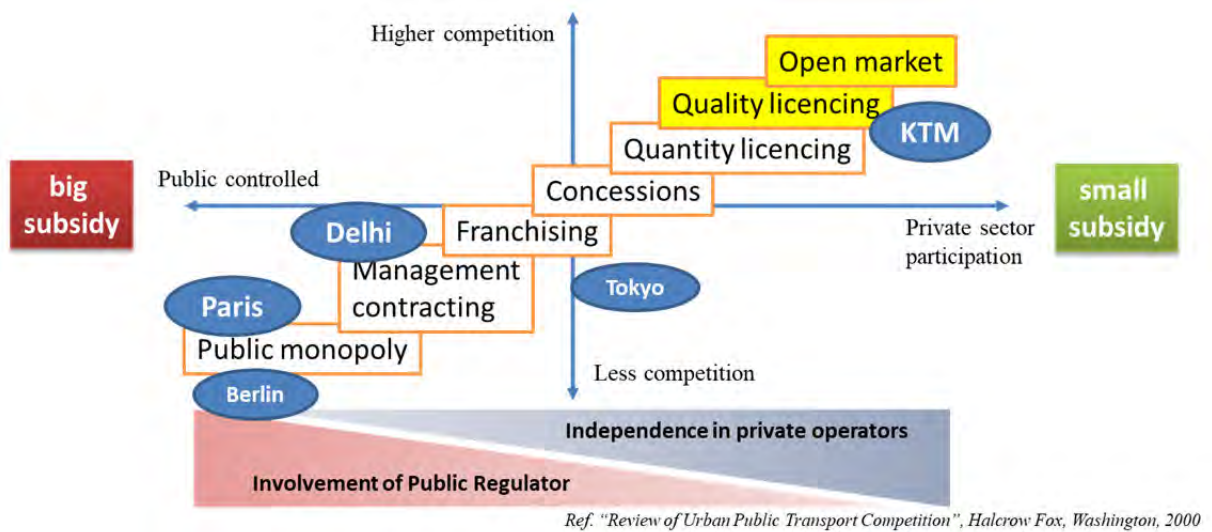 Higher competition
Open market
Quality licencing
KTM
Quantity licencing
big
subsidy
Public controlled
Concessions
small
subsidy
Delhi
Franchising
Private sector
participation
Management
contracting
Tokyo
Paris
Public monopoly
Less competition
Berlin
Independence in private operators
Involvement of Public Regulator
Ref. “Review of Urban Public Transport Competition”, Halcrow Fox, Washington, 2000